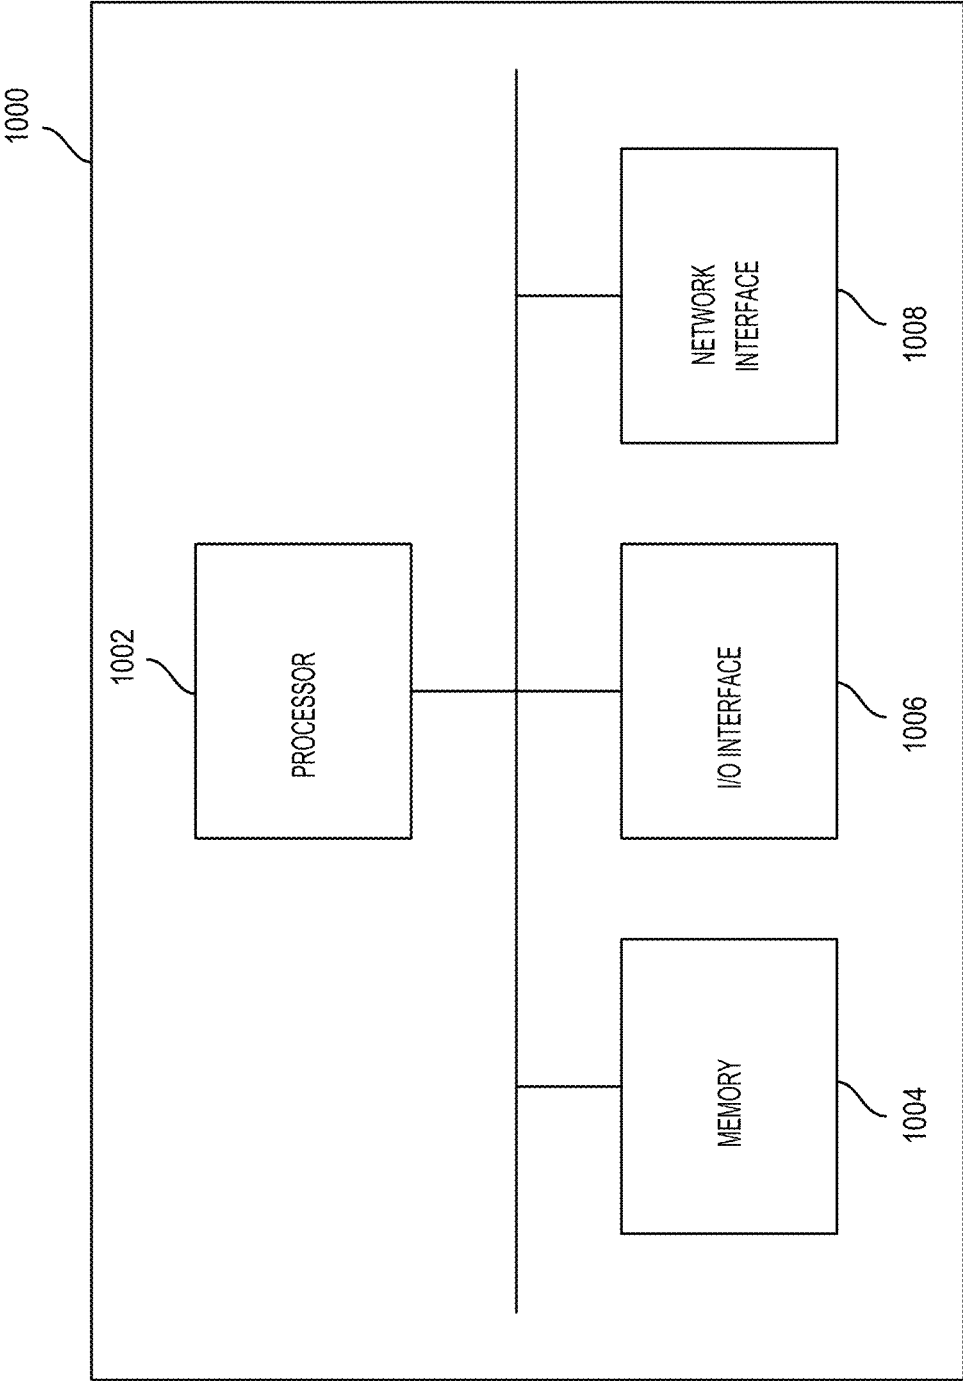 1000
1002
PROCESSOR
MEMORY
I/O INTERFACE
NETWORK
INTERFACE
1004
1006
1008